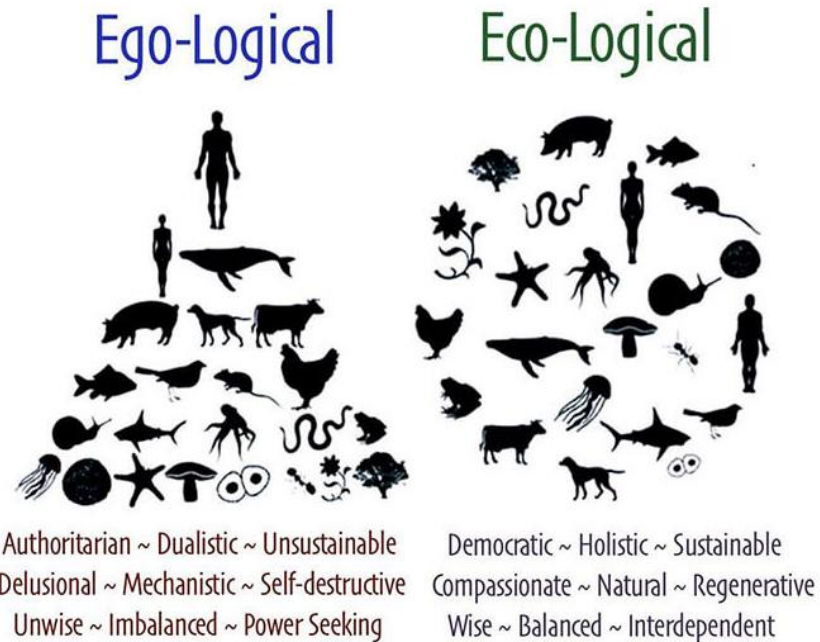 Ego-Logical
Authoritarian ~ Dualistic ~ Unsustainable
Delusional ~ Mechanistic ~ Self-destructive
Unwise ~ Imbalanced ~ Power Seeking
Eco-Logical
Democratic ~ Holistic ~ Sustainable
Compassionate ~ Natural ~ Regenerative
Wise ~ Balanced ~ Interdependent